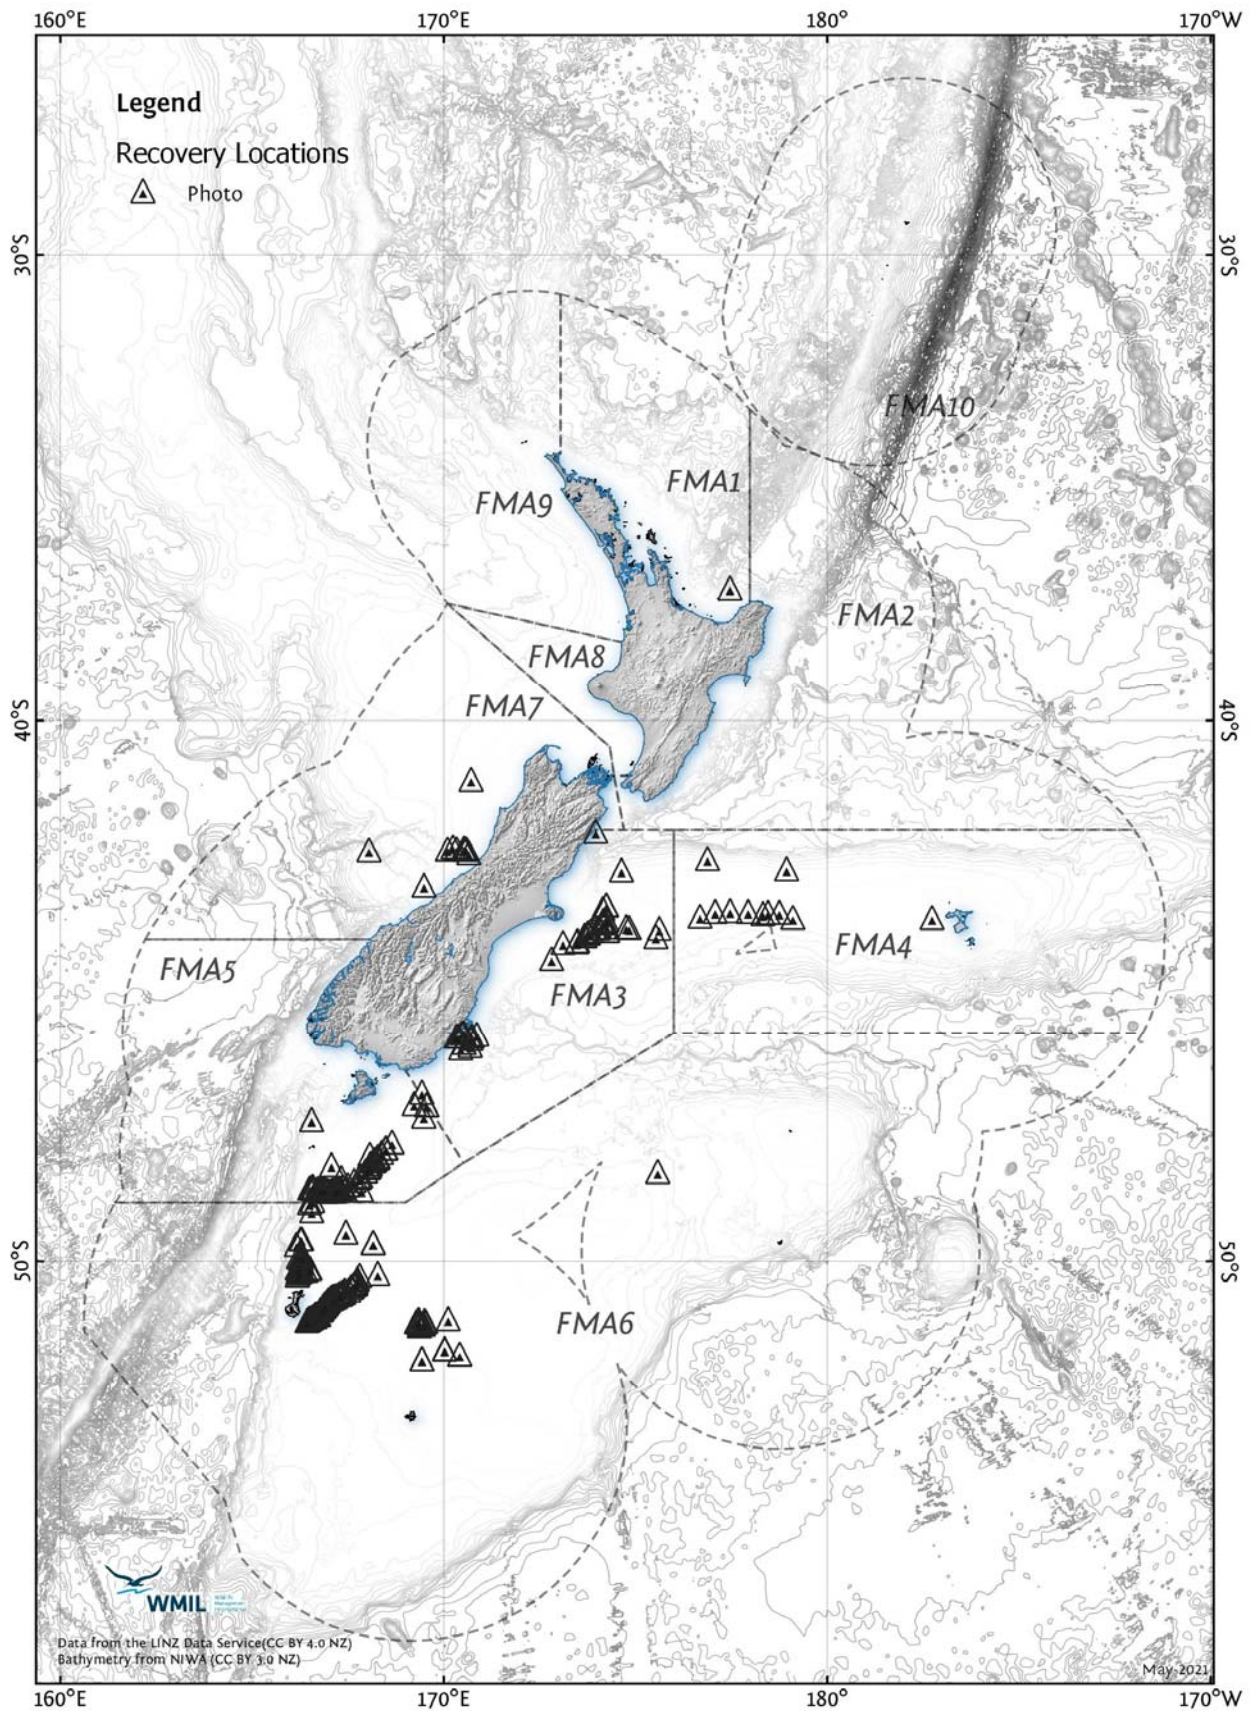 160°E 170°E 180° 170°W
Legend
Recovery Locations
Photo
30°S 30°S
FMA10
FMA1
FMA9
FMA2
FMA8
FMA7
40°S 40°S
FMA4
FMA5
FMA3
50°S 50°S
FMA6
WMIL
Data from the LINZ Data Service(CC BY 4.0 NZ)
Bathymetry from NIWA (CC BY 3.0 NZ)
May 2021
160°E 170°E 180° 170°W